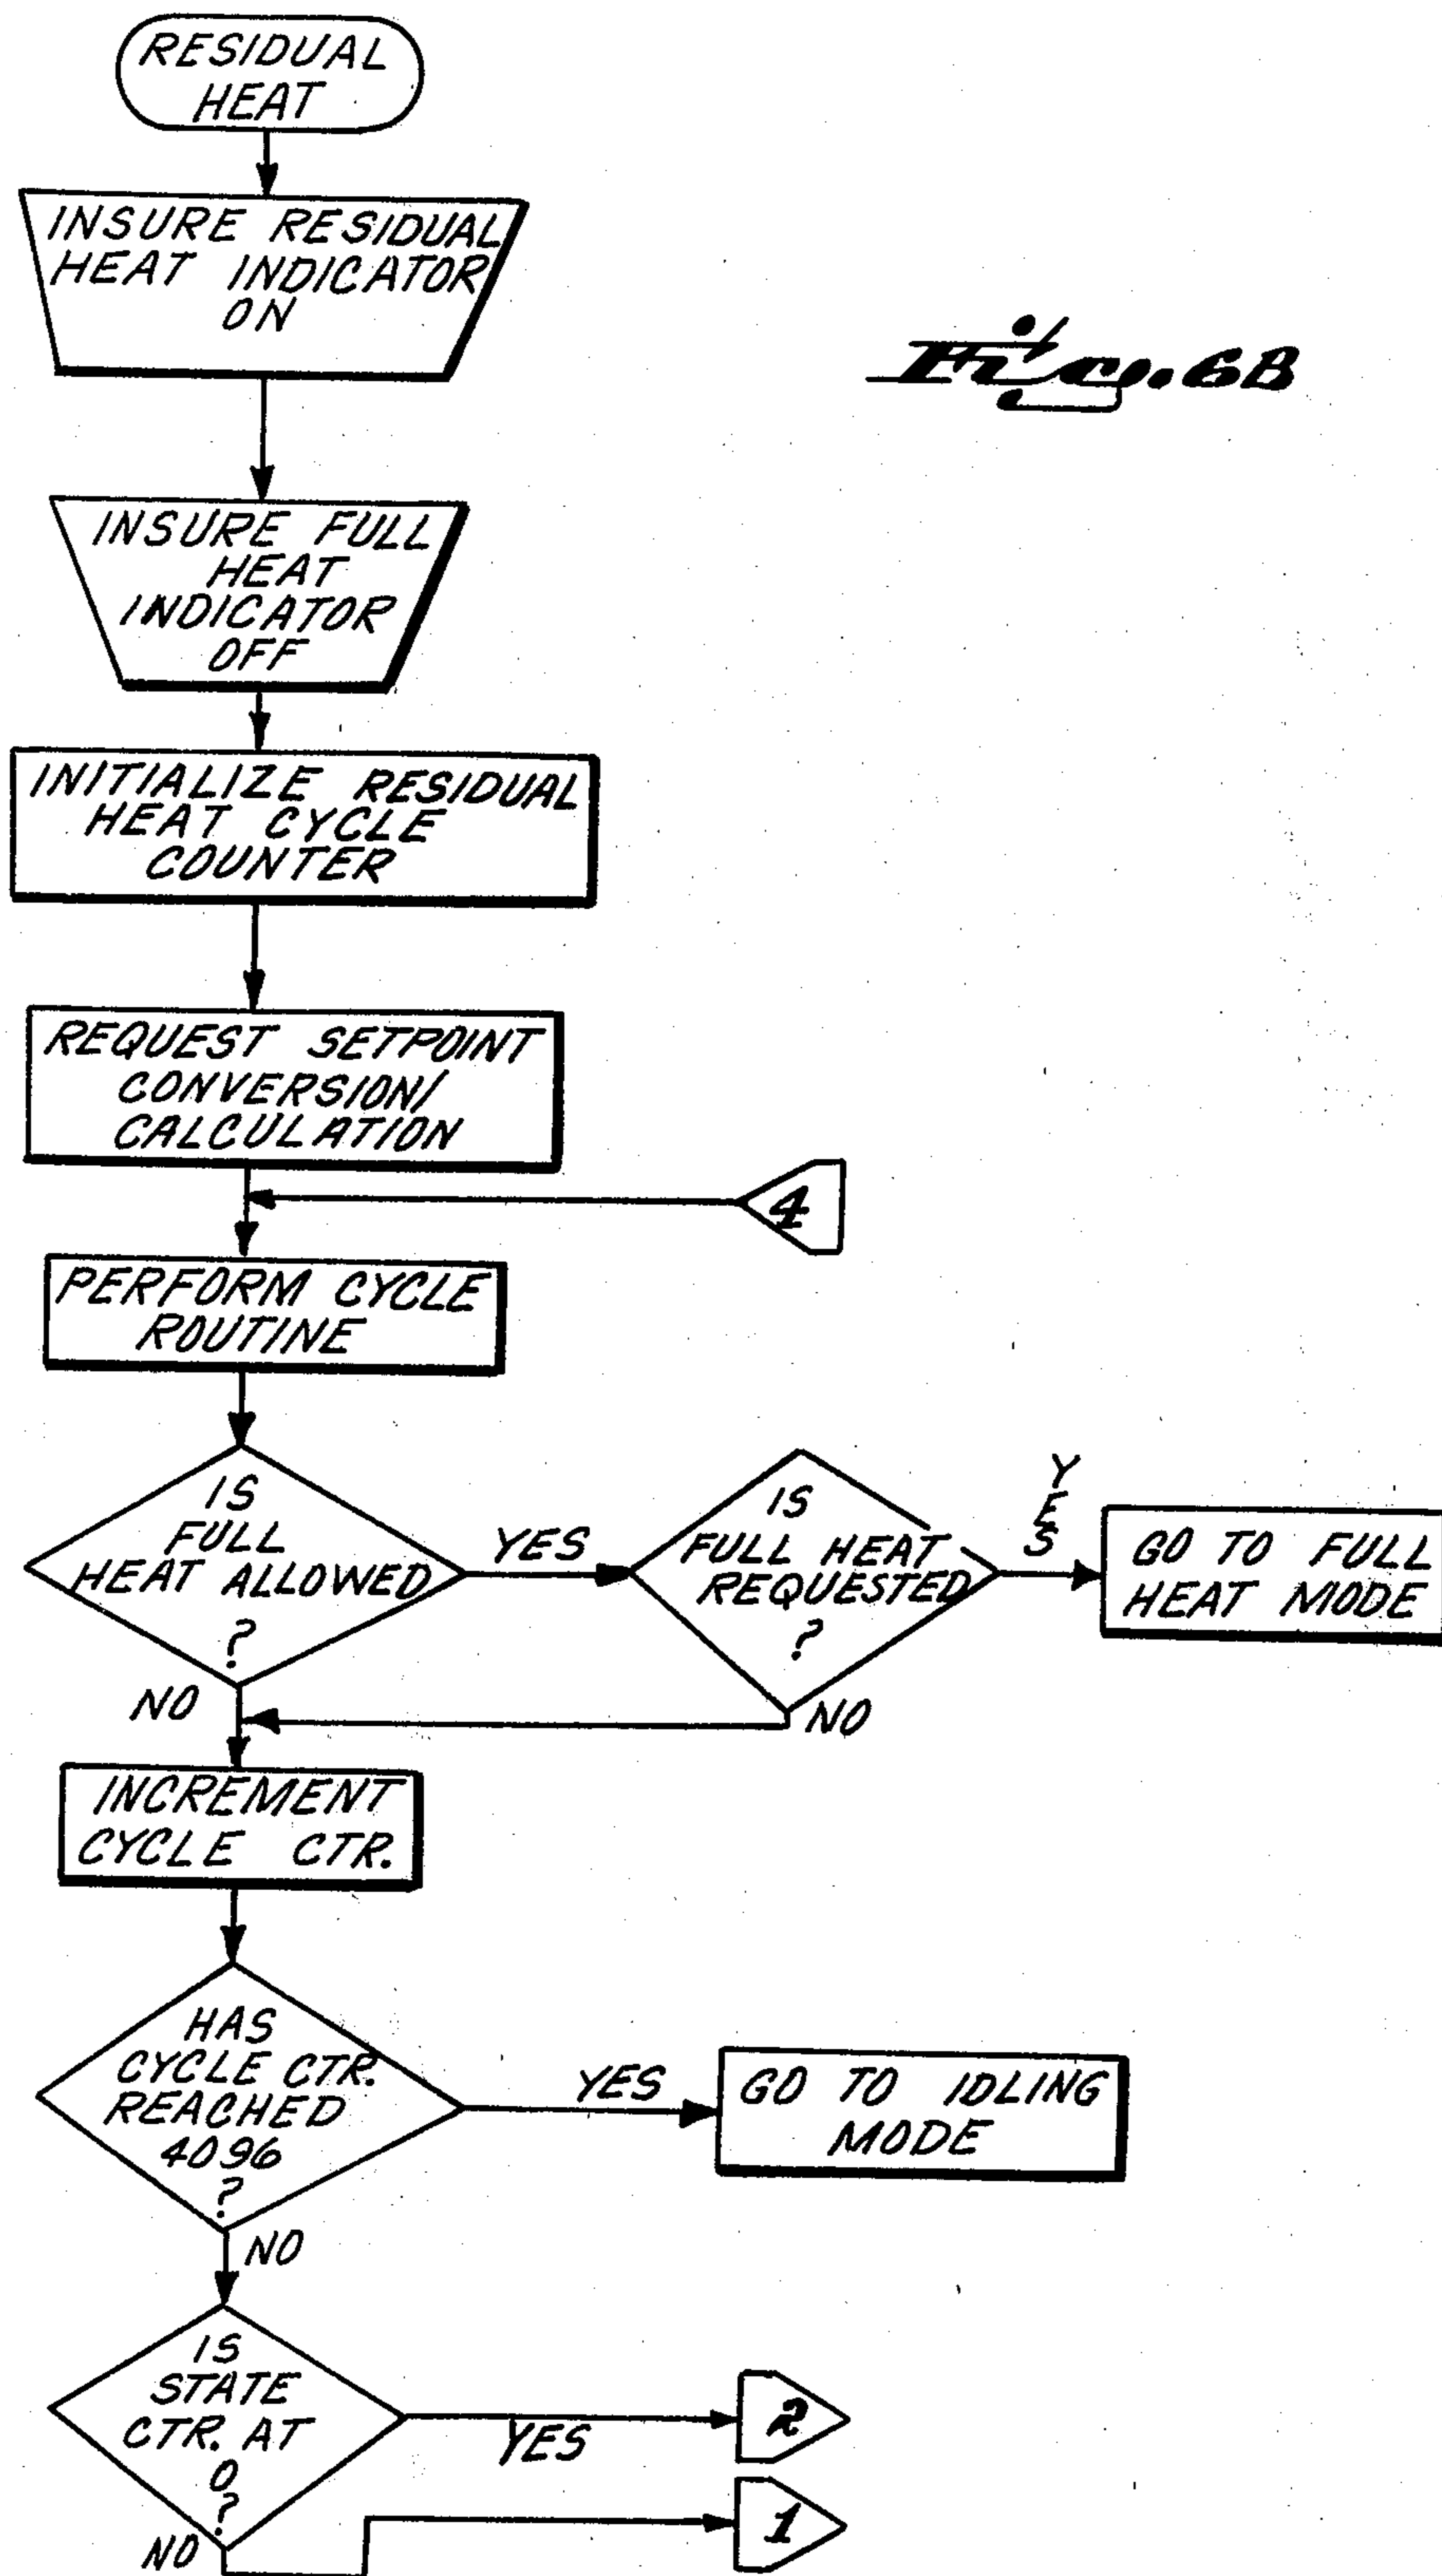 RESIDUAL
HEAT
INSURE RESIDUAL
HEAT INDICATOR
ON
Fig. 6B
INSURE FULL
HEAT
INDICATOR
OFF
INITIALIZE RESIDUAL
HEAT CYCLE
COUNTER
REQUEST SETPOINT
CONVERSION/
CALCULATION
4
PERFORM CYCLE
ROUTINE
IS
FULL
HEAT ALLOWED
?
YES
NO
IS
FULL HEAT
REQUESTED
?
YES
NO
GO TO FULL
HEAT MODE
INCREMENT
CYCLE CTR.
HAS
CYCLE CTR.
REACHED
4096
?
YES
GO TO IDLING
MODE
NO
IS
STATE
CTR. AT
0
?
YES
2
NO
1